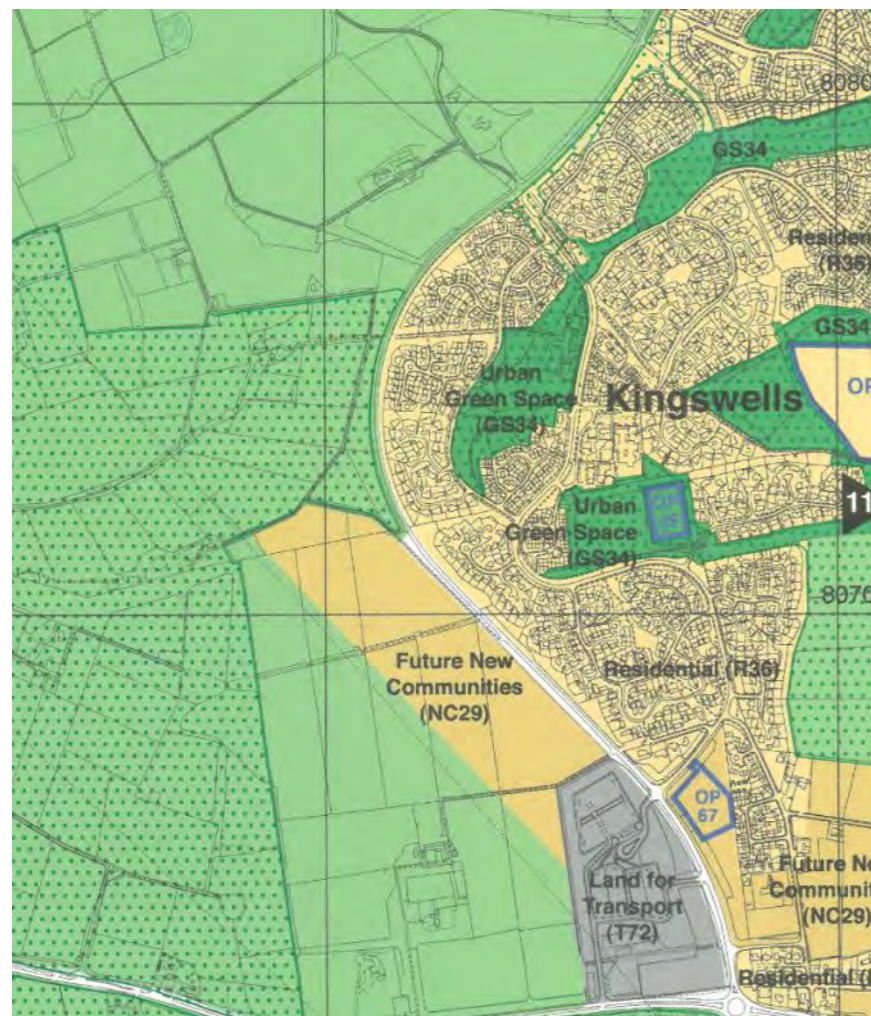 8080
GS34
Residen
(R36)
GS34
Urban
Green Space
(GS34)
Kingswells
OP
11
Urban
Green Space
(GS34)
8070
Future New
Communities
(NC29)
Residential (R36)
OP
67
Land for
Transport
(T72)
Future Ne
Communit
(NC29)
Residential (